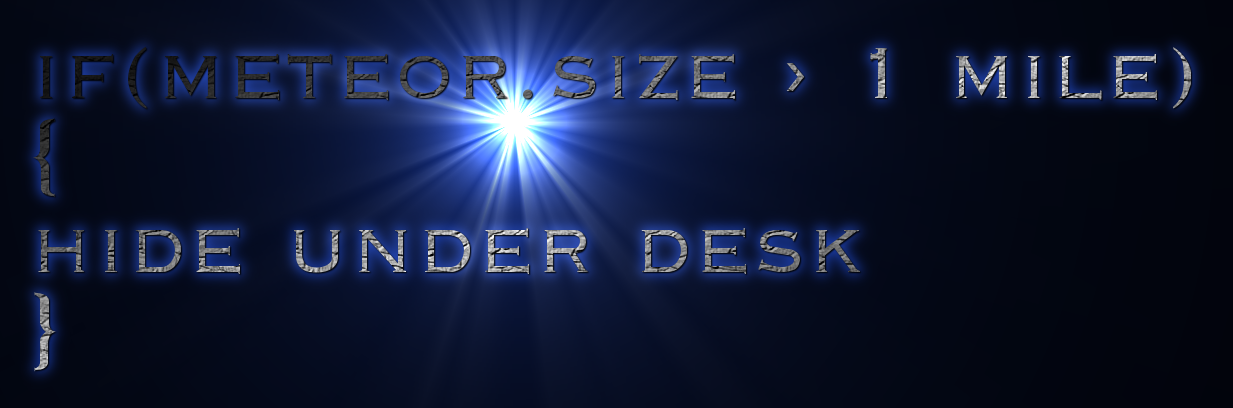 IF(METEOR.SIZE > 1 MILE)
{
HIDE UNDER DESK
}